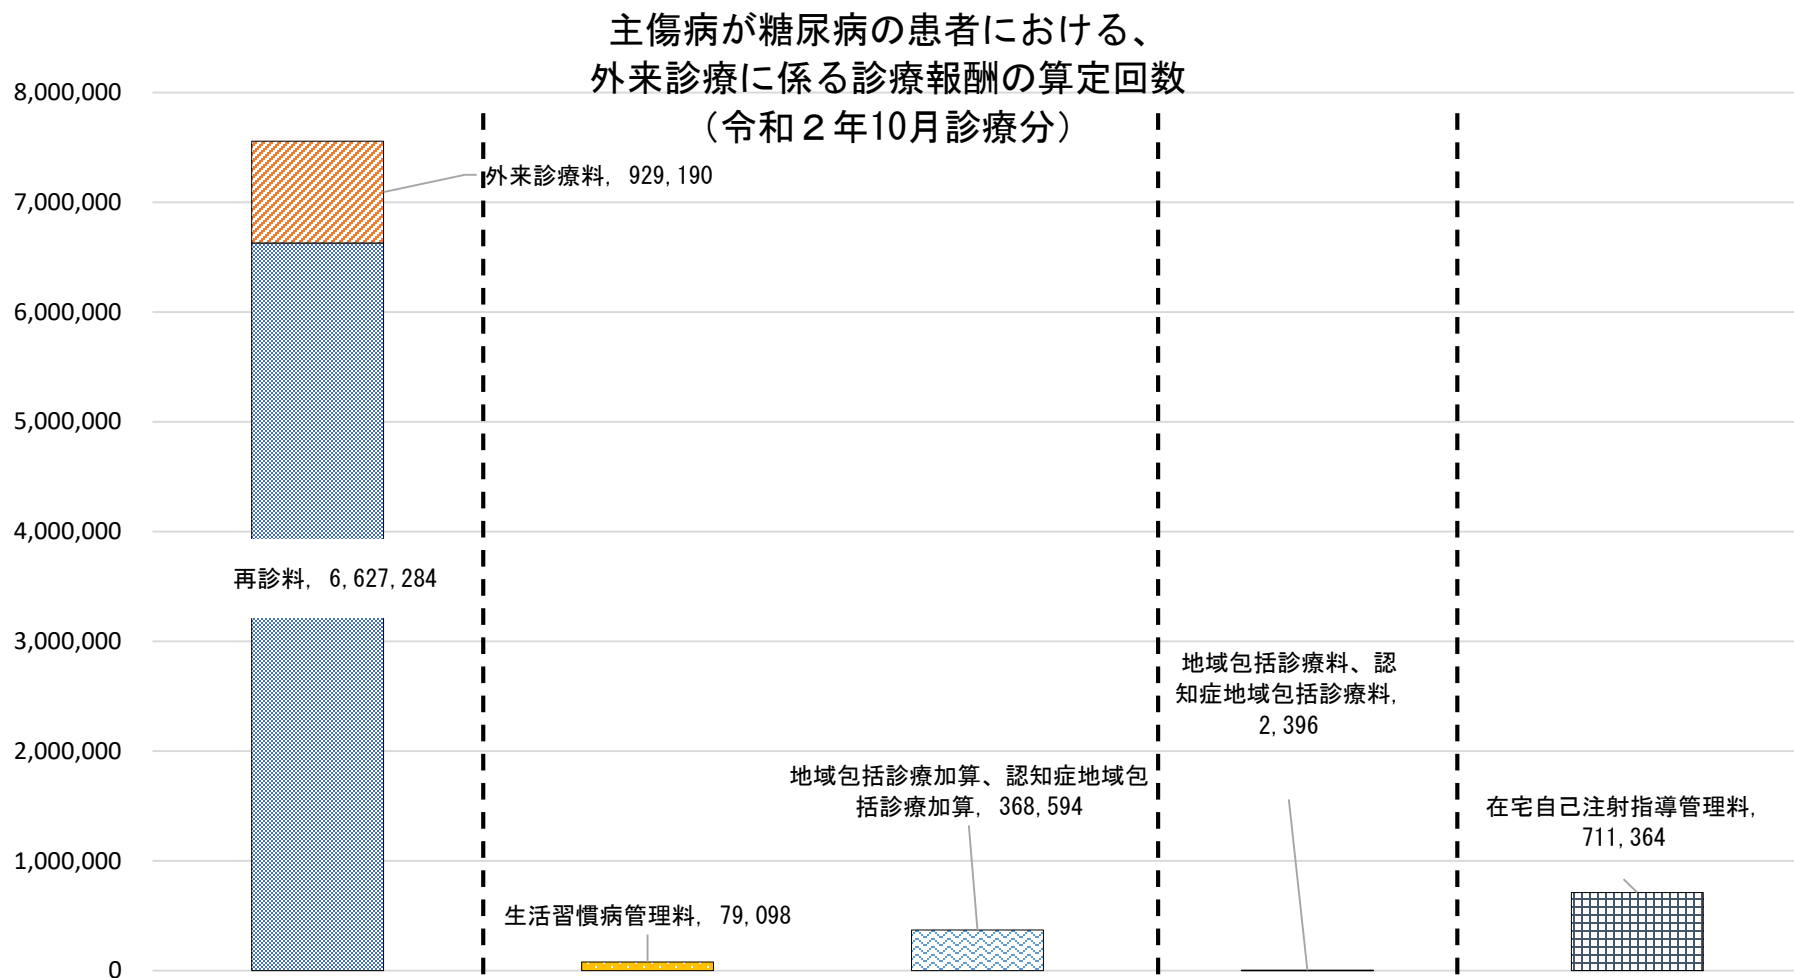 主傷病が糖尿病の患者における、
外来診療に係る診療報酬の算定回数
（令和２年10月診療分）
8,000,000
7,000,000
6,000,000
5,000,000
4,000,000
3,000,000
2,000,000
1,000,000
0
外来診療料, 929,190
再診料, 6,627,284
生活習慣病管理料, 79,098
地域包括診療加算、認知症地域包
括診療加算, 368,594
地域包括診療料、認
知症地域包括診療料,
2,396
在宅自己注射指導管理料,
711,364